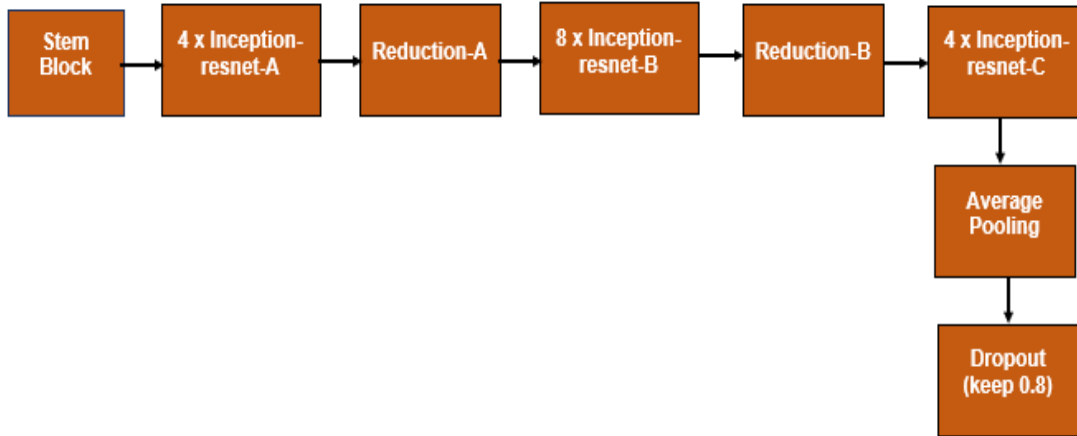 Stem
Block
4 x Inception-
resnet-A
Reduction-A
8 x Inception-
resnet-B
Reduction-B
4 x Inception-
resnet-C
Average
Pooling
Dropout
(keep 0.8)